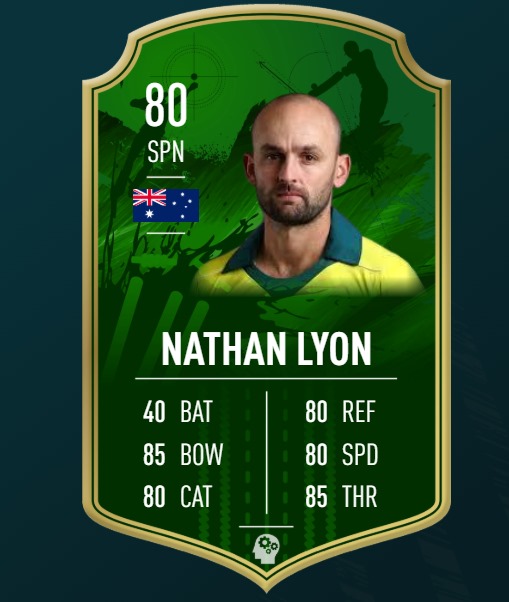 80
SPN
NATHAN LYON
40 BAT 80 REF
85 BOW 80 SPD
80 CAT 85 THR